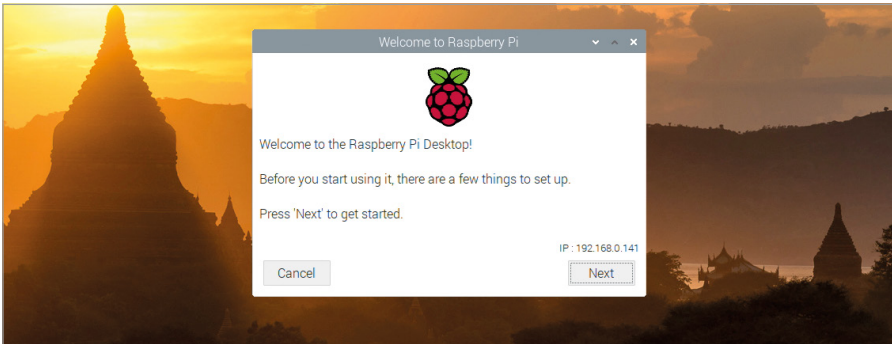 Welcome to Raspberry Pi
Welcome to the Raspberry Pi Desktop!
Before you start using it, there are a few things to set up.
Press 'Next' to get started.
IP : 192.168.0.141
Cancel
Next